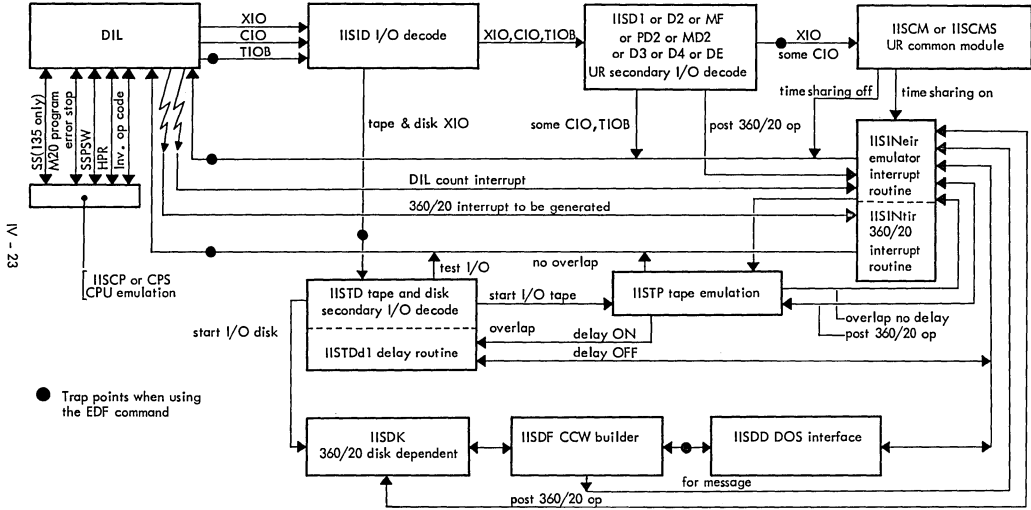 DIL
XIO
CIO
TIOB
IISID I/O decode
XIO,CIO,TIOB
IISD1 or D2 or MF
or PD2 or MD2
or D3 or D4 or DE
UR secondary I/O decode
XIO
some CIO
IISCM or IISCMS
UR common module
time sharing off
time sharing on
SS(135 only)
M20 program
error stop
SSPSW
HPR
Inv. op code
tape & disk XIO
some CIO,TIOB
post 360/20 op
IISINeir
emulator
interrupt
routine
DIL count interrupt
360/20 interrupt to be generated
IISINtir
360/20
interrupt
routine
IISCP or CPS
CPU emulation
IV - 23
test I/O
no overlap
IISTD tape and disk
secondary I/O decode
start I/O tape
IISTP tape emulation
overlap no delay
post 360/20 op
start I/O disk
overlap
delay ON
IISTDd1 delay routine
delay OFF
Trap points when using
the EDF command
IISDK
360/20 disk dependent
IISDF CCW builder
IISDD DOS interface
for message
post 360/20 op